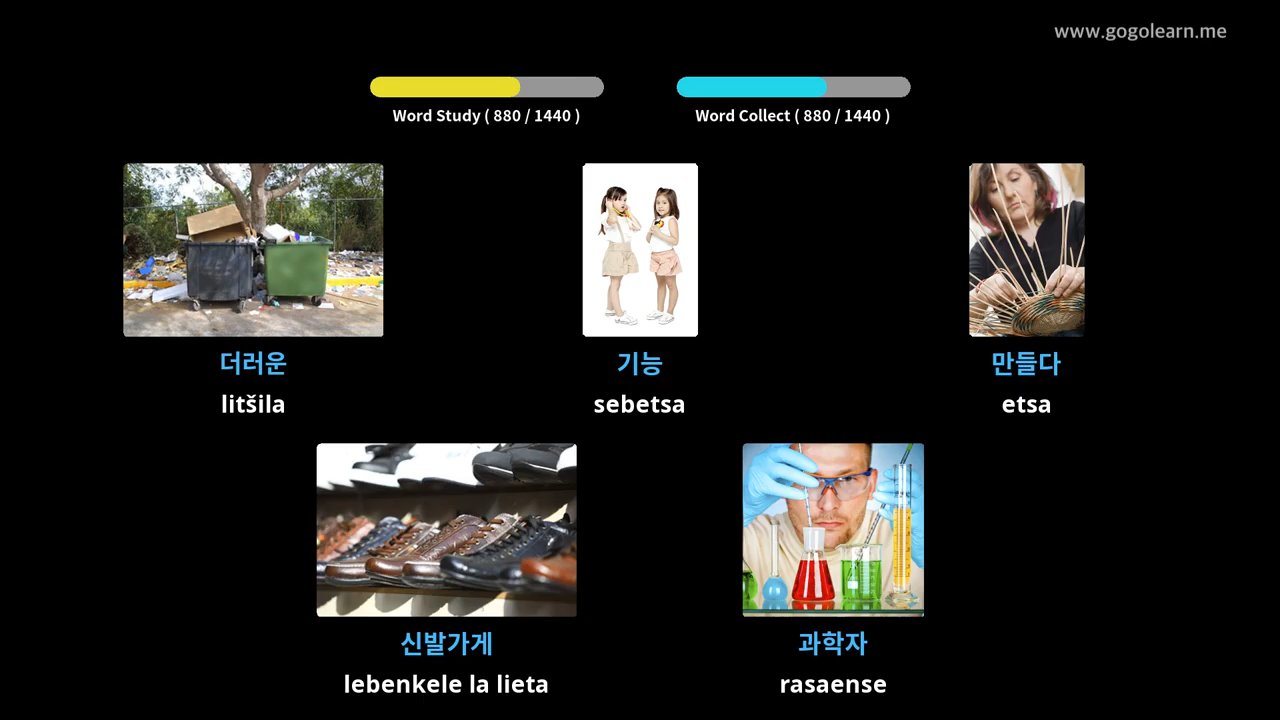 www.gogolearn.me
Word Study ( 880 / 1440 )
Word Collect ( 880 / 1440 )
더러운
litšila
기능
sebetsa
만들다
etsa
신발가게
lebenkele la lieta
과학자
rasaense